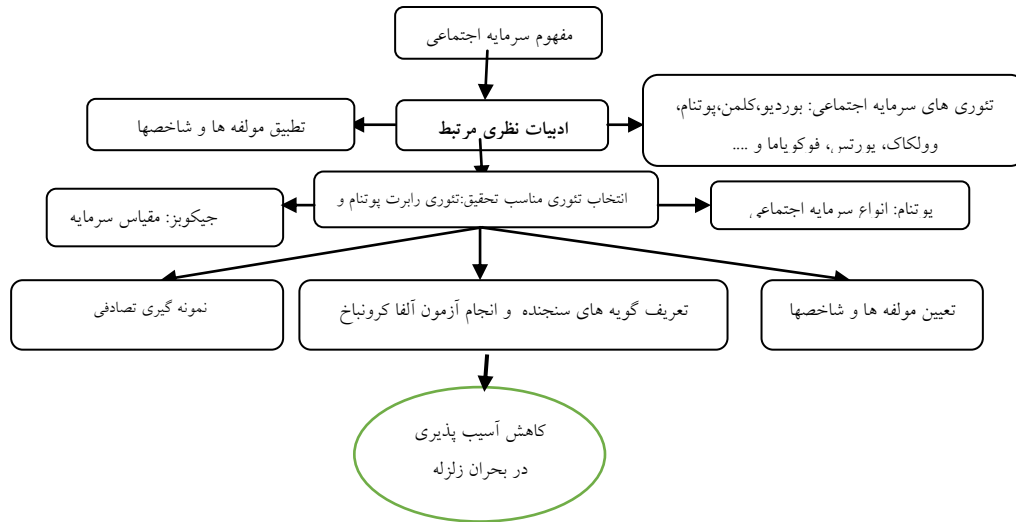 مفهوم سرمایه اجتماعی
تئوری های سرمایه اجتماعی: بوردیو،کلمن،پوتنام،
وولکاک، پورتس، فوکویاما و ....
ادبیات نظری مرتبط
تطبیق مولفه ها و شاخصها
انتخاب تئوری مناسب تحقیق:تئوری رابرت پوتنام و
پوتنام: انواع سرمایه اجتماعی
جیکوبز: مقیاس سرمایه
تعیین مولفه ها و شاخصها
تعریف گویه های سنجنده و انجام آزمون آلفا کرونباخ
نمونه گیری تصادفی
کاهش آسیب پذیری
در بحران زلزله